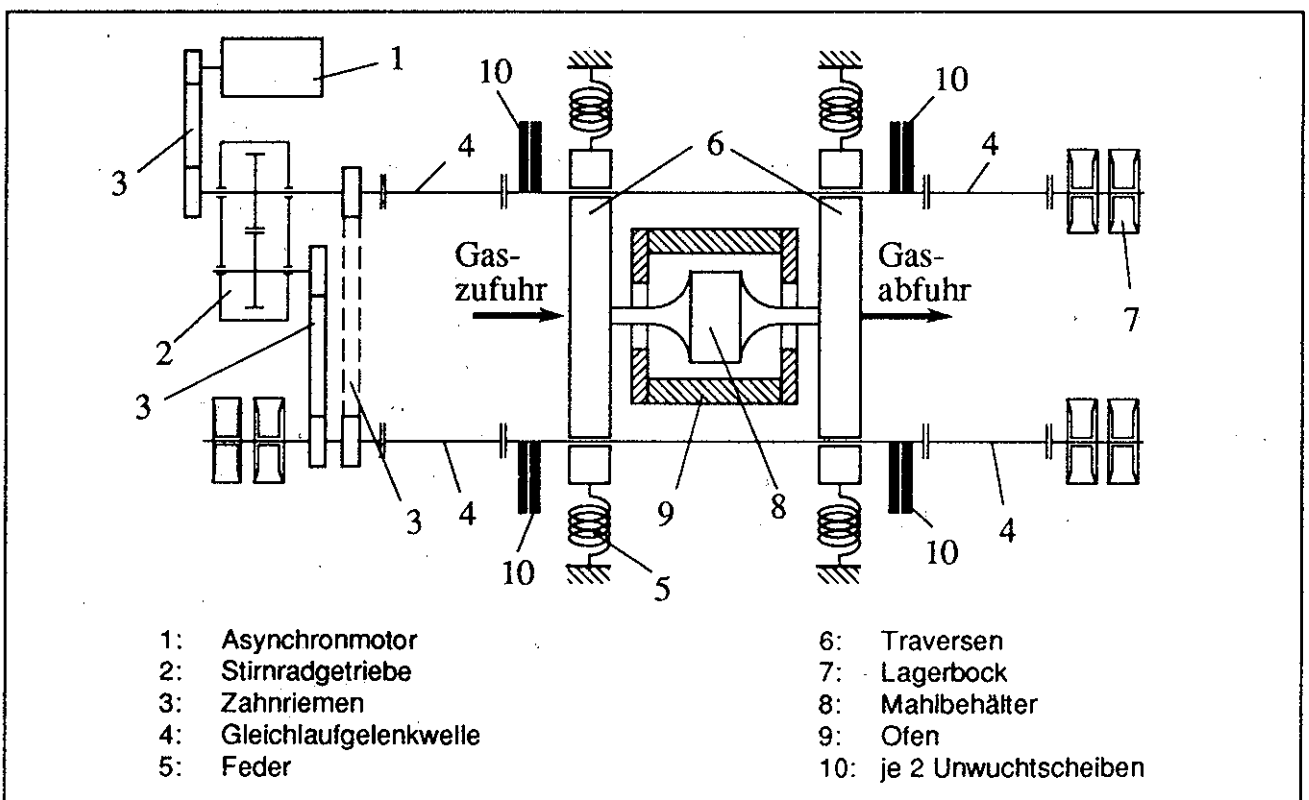 1
10
10
3
4
6
4
Gas-
zufuhr
Gas-
abfuhr
7
2
3
3
4
10
5
9
8
10
4
1: Asynchronmotor
2: Stirnradgetriebe
3: Zahnriemen
4: Gleichlaufgelenkwelle
5: Feder
6: Traversen
7: Lagerbock
8: Mahlbehälter
9: Ofen
10: je 2 Unwuchtscheiben